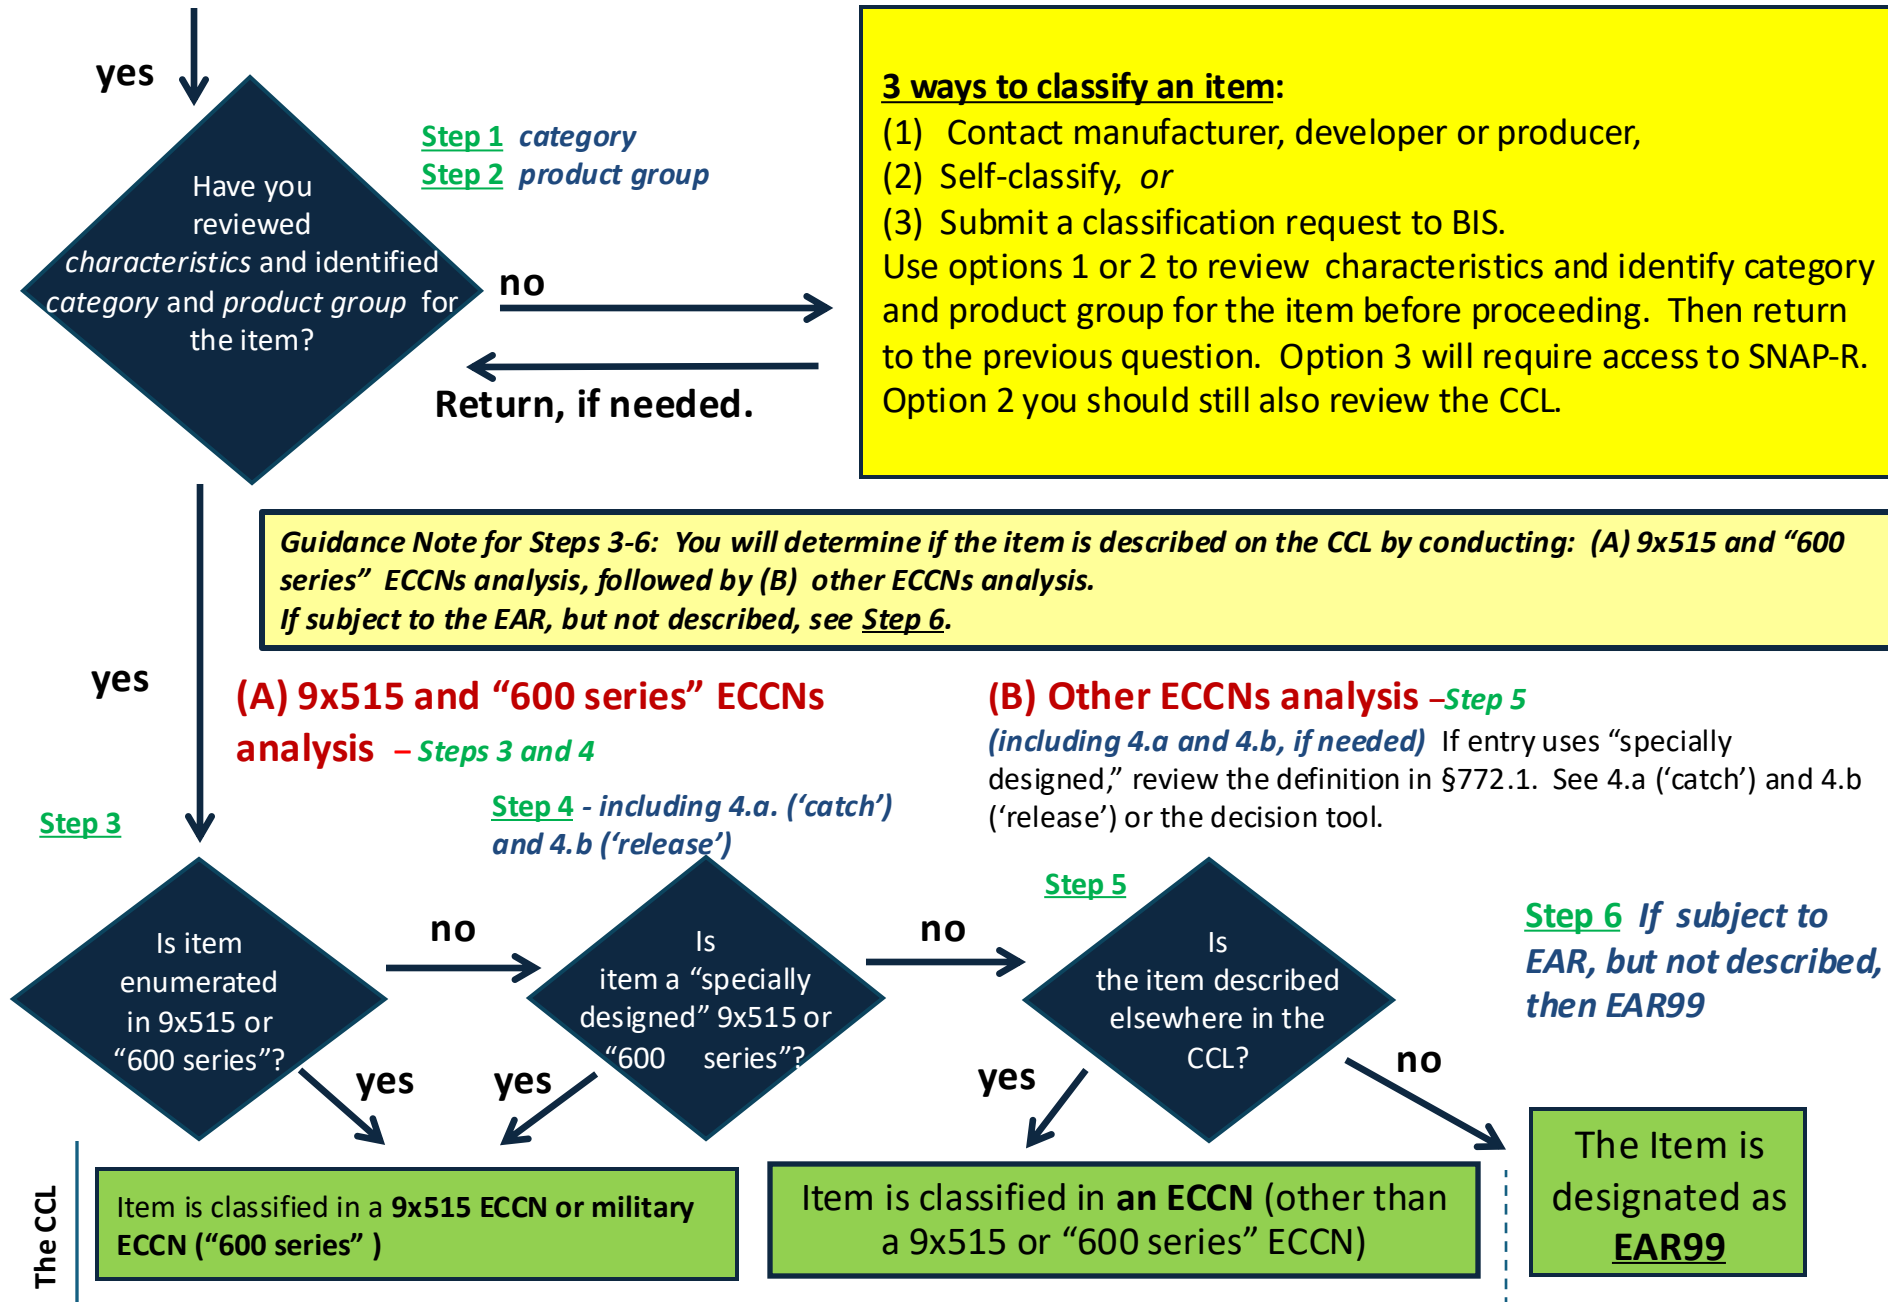 yes
Step 1 category
Step 2 product group
Have you
reviewed
characteristics and identified
category and product group for
the item?
no
Return, if needed.
3 ways to classify an item:
(1) Contact manufacturer, developer or producer,
(2) Self-classify, or
(3) Submit a classification request to BIS.
Use options 1 or 2 to review characteristics and identify category
and product group for the item before proceeding. Then return
to the previous question. Option 3 will require access to SNAP-R.
Option 2 you should still also review the CCL.
Guidance Note for Steps 3-6: You will determine if the item is described on the CCL by conducting: (A) 9x515 and “600
series” ECCNs analysis, followed by (B) other ECCNs analysis.
If subject to the EAR, but not described, see Step 6.
yes
(A) 9x515 and “600 series” ECCNs
analysis – Steps 3 and 4
(B) Other ECCNs analysis –Step 5
(including 4.a and 4.b, if needed) If entry uses “specially
designed,” review the definition in §772.1. See 4.a (‘catch’) and 4.b
(‘release’) or the decision tool.
Step 3
Step 4 - including 4.a. (‘catch’)
and 4.b (‘release’)
Step 5
Step 6 If subject to
EAR, but not described,
then EAR99
Is item
enumerated
in 9x515 or
“600 series”?
no
Is
item a “specially
designed” 9x515 or
“600 series”?
no
Is
the item described
elsewhere in the
CCL?
yes
yes
yes
no
The CCL
Item is classified in a 9x515 ECCN or military
ECCN (“600 series” )
Item is classified in an ECCN (other than
a 9x515 or “600 series” ECCN)
The Item is
designated as
EAR99